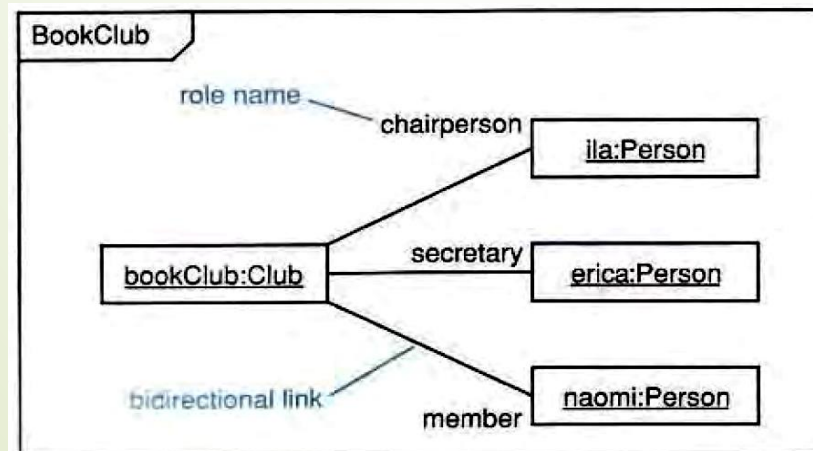 BookClub
role name
chairperson
ila:Person
secretary
bookClub:Club
erica:Person
bidirectional link
member
naomi:Person